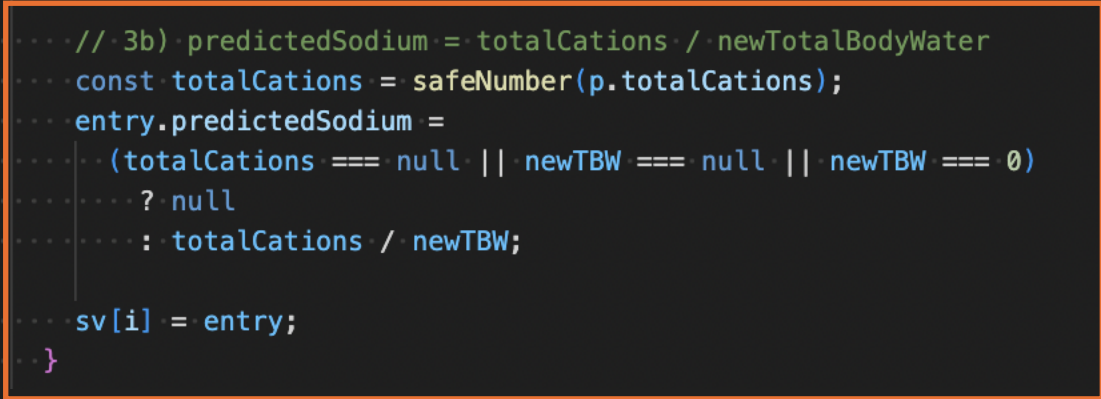 // 3b) predictedSodium = totalCations / newTotalBodyWater
const totalCations = safeNumber(p.totalCations);
entry.predictedSodium =
(totalCations === null || newTBW === null || newTBW === 0)
? null
: totalCations / newTBW;
sv[i] = entry;
}